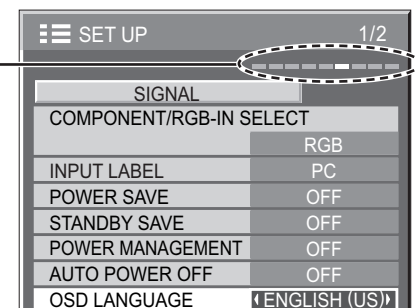 SET UP 1/2
SIGNAL
COMPONENT/RGB-IN SELECT
RGB
INPUT LABEL PC
POWER SAVE OFF
STANDBY SAVE OFF
POWER MANAGEMENT OFF
AUTO POWER OFF OFF
OSD LANGUAGE ENGLISH (US)